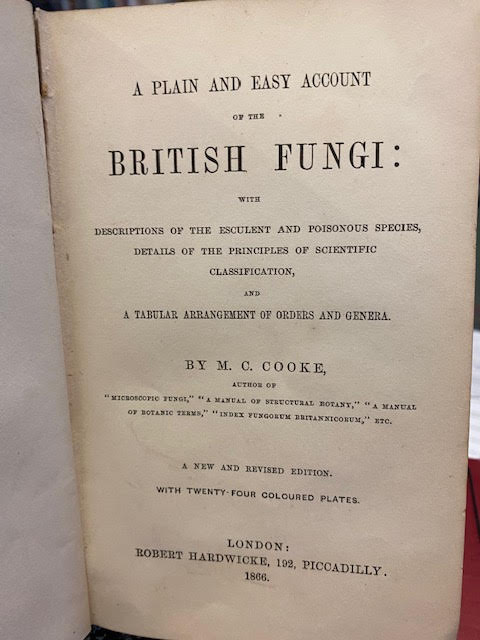 A PLAIN AND EASY ACCOUNT
OF THE
BRITISH FUNGI:
WITH
DESCRIPTIONS OF THE ESCULENT AND POISONOUS SPECIES,
DETAILS OF THE PRINCIPLES OF SCIENTIFIC
CLASSIFICATION,
AND
A TABULAR ARRANGEMENT OF ORDERS AND GENERA.
BY M. C. COOKE,
AUTHOR OF
"MICROSCOPIC FUNGI," "A MANUAL OF STRUCTURAL BOTANY," "A MANUAL
OF BOTANIC TERMS," "INDEX FUNGORUM BRITANNICORUM," ETC.
A NEW AND REVISED EDITION.
WITH TWENTY-FOUR COLOURED PLATES.
LONDON:
ROBERT HARDWICKE, 192, PICCADILLY.
1866.